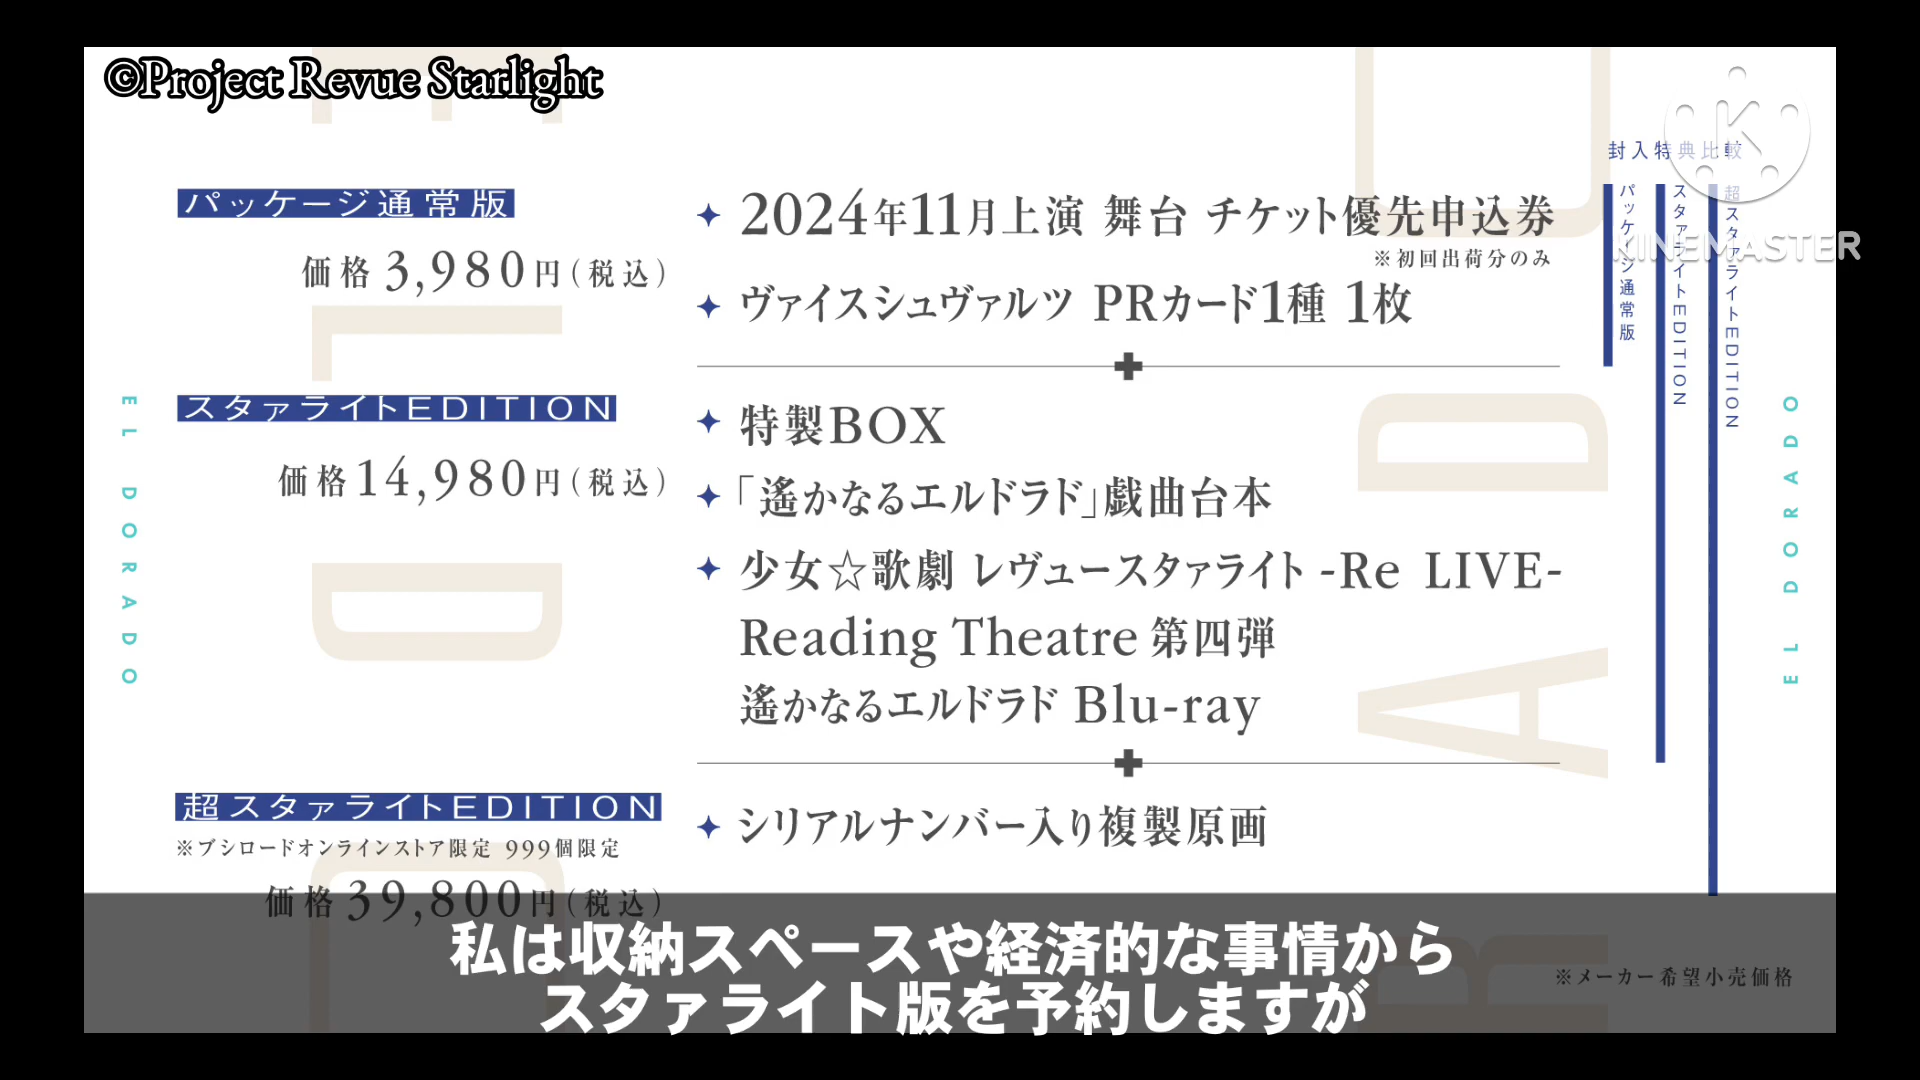 ©Project Revue Starlight
封入特典比較
パッケージ通常版
スタァライトEDITION
超スタァライトEDITION
KINEMASTER
パッケージ通常版
価格 3,980円(税込)
2024年11月上演 舞台 チケット優先申込券
※初回出荷分のみ
ヴァイスシュヴァルツ PRカード1種 1枚
スタァライトEDITION
価格 14,980円(税込)
特製BOX
「遙かなるエルドラド」戯曲台本
少女☆歌劇 レヴュースタァライト -Re LIVE-
Reading Theatre 第四弾
遙かなるエルドラド Blu-ray
超スタァライトEDITION
※ブシロードオンラインストア限定 999個限定
価格 39,800円(税込)
シリアルナンバー入り複製原画
EL DORADO
EL DORADO
私は収納スペースや経済的な事情から
スタァライト版を予約しますが
※メーカー希望小売価格